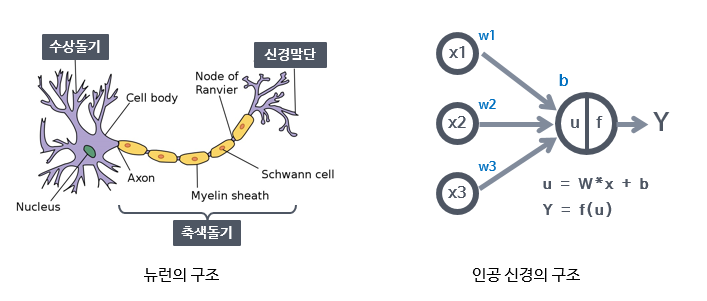 수상돌기
신경말단
Node of
Ranvier
Cell body
Axon
Schwann cell
Myelin sheath
Nucleus
축색돌기
뉴런의 구조
w1
x1
b
w2
x2
u f
Y
w3
x3
u = W*x + b
Y = f(u)
인공 신경의 구조